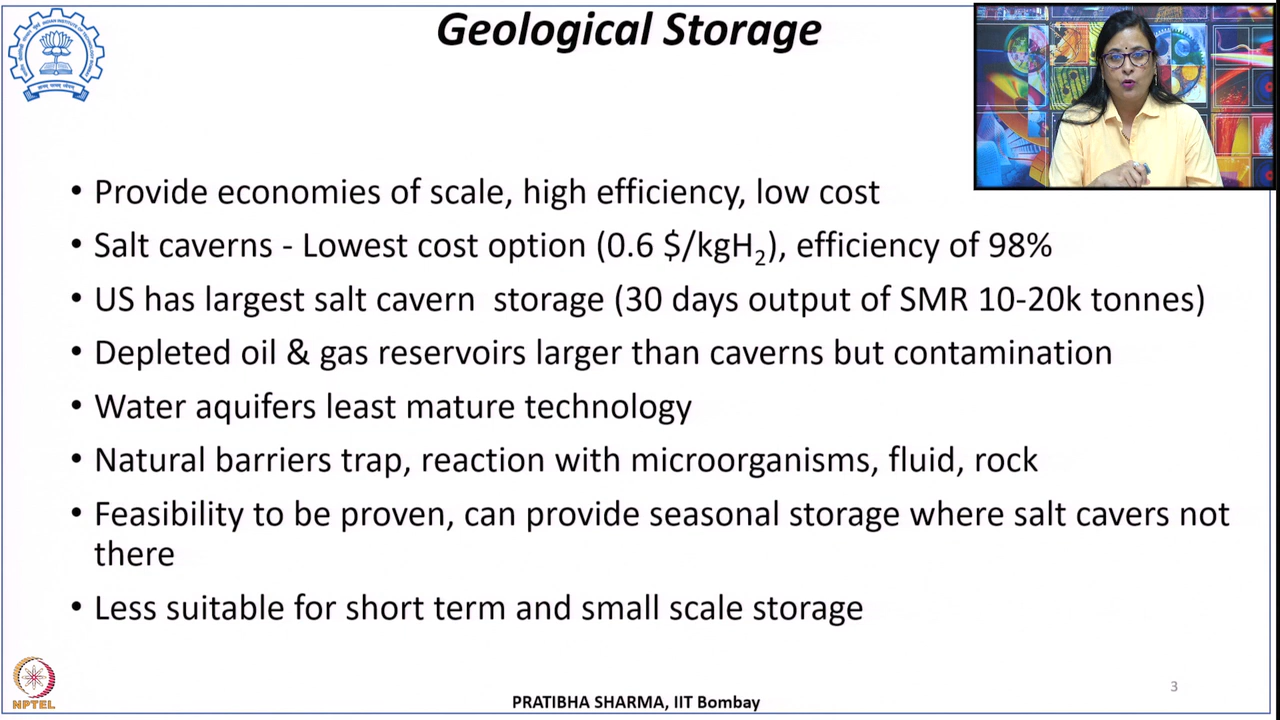 Geological Storage
• Provide economies of scale, high efficiency, low cost
• Salt caverns - Lowest cost option (0.6 $/kgH₂), efficiency of 98%
• US has largest salt cavern storage (30 days output of SMR 10-20k tonnes)
• Depleted oil & gas reservoirs larger than caverns but contamination
• Water aquifers least mature technology
• Natural barriers trap, reaction with microorganisms, fluid, rock
• Feasibility to be proven, can provide seasonal storage where salt cavers not
there
• Less suitable for short term and small scale storage
NPTEL
PRATIBHA SHARMA, IIT Bombay
3